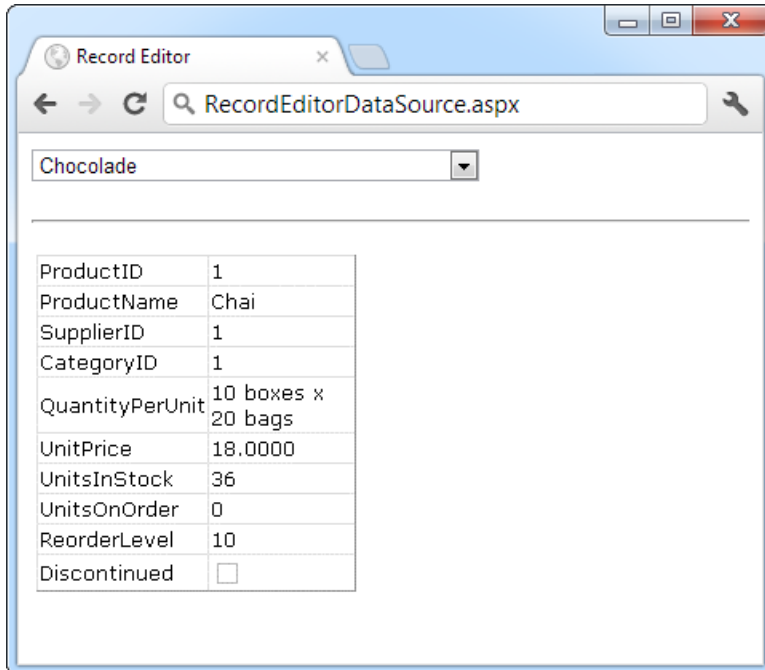 Record Editor
RecordEditorDataSource.aspx
Chocolade
ProductID 1
ProductName Chai
SupplierID 1
CategoryID 1
QuantityPerUnit 10 boxes x
20 bags
UnitPrice 18.0000
UnitsInStock 36
UnitsOnOrder 0
ReorderLevel 10
Discontinued